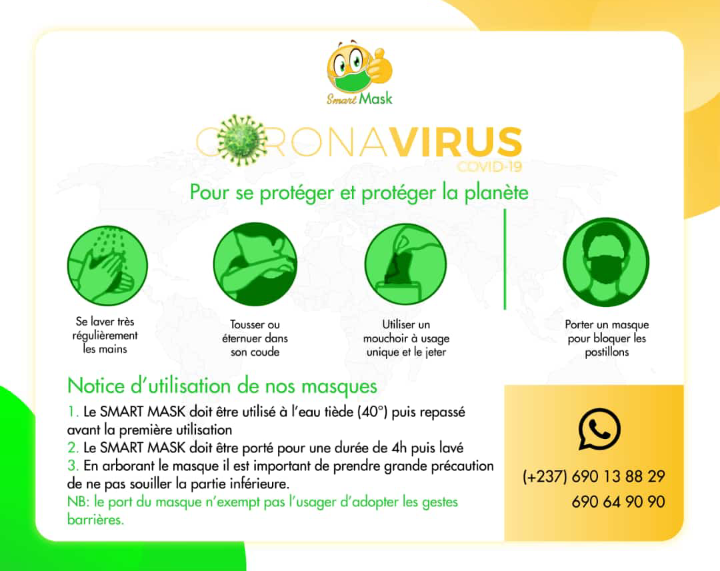 Smart Mask
CORONAVIRUS
COVID-19
Pour se protéger et protéger la planète
Se laver très
régulièrement
les mains
Tousser ou
éternuer dans
son coude
Utiliser un
mouchoir à usage
unique et le jeter
Porter un masque
pour bloquer les
postillons
Notice d'utilisation de nos masques
1. Le SMART MASK doit être utilisé à l'eau tiède (40°) puis repassé
avant la première utilisation
2. Le SMART MASK doit être porté pour une durée de 4h puis lavé
3. En arborant le masque il est important de prendre grande précaution
de ne pas souiller la partie inférieure.
NB: le port du masque n'exempt pas l'usager d'adopter les gestes
barrières.
(+237) 690 13 88 29
690 64 90 90